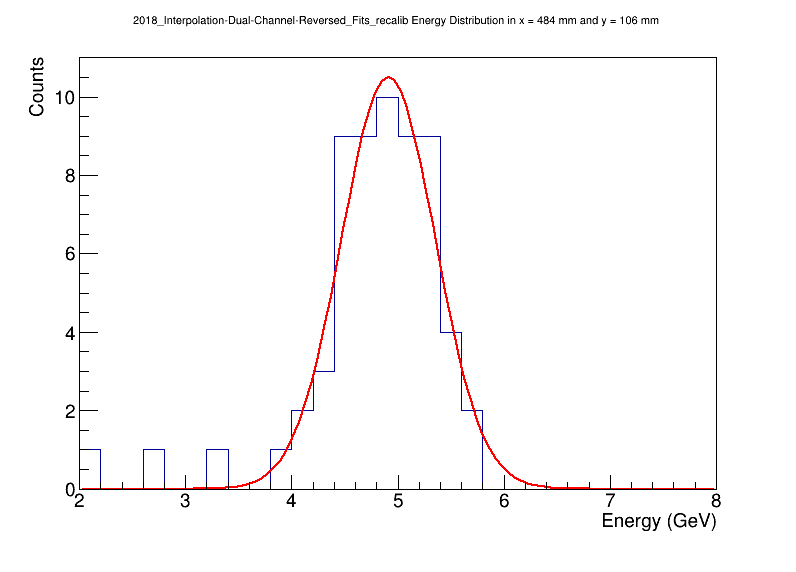 2018_Interpolation-Dual-Channel-Reversed_Fits_recalib Energy Distribution in x = 484 mm and y = 106 mm
Counts
10
8
6
4
2
0
2 3 4 5 6 7 8
Energy (GeV)